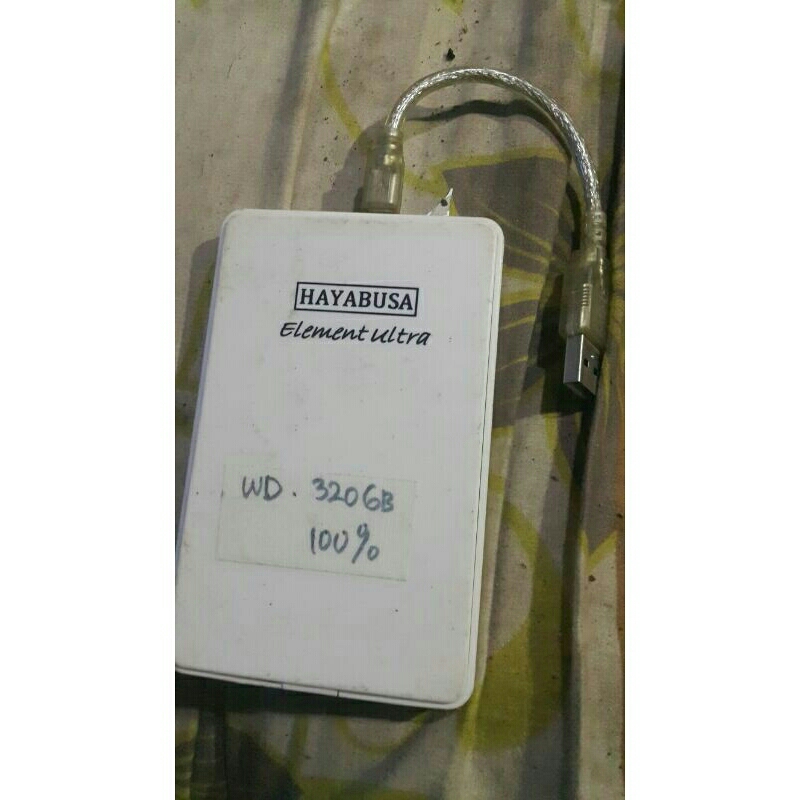 HAYABUSA
Element ultra
WD. 320GB
100%